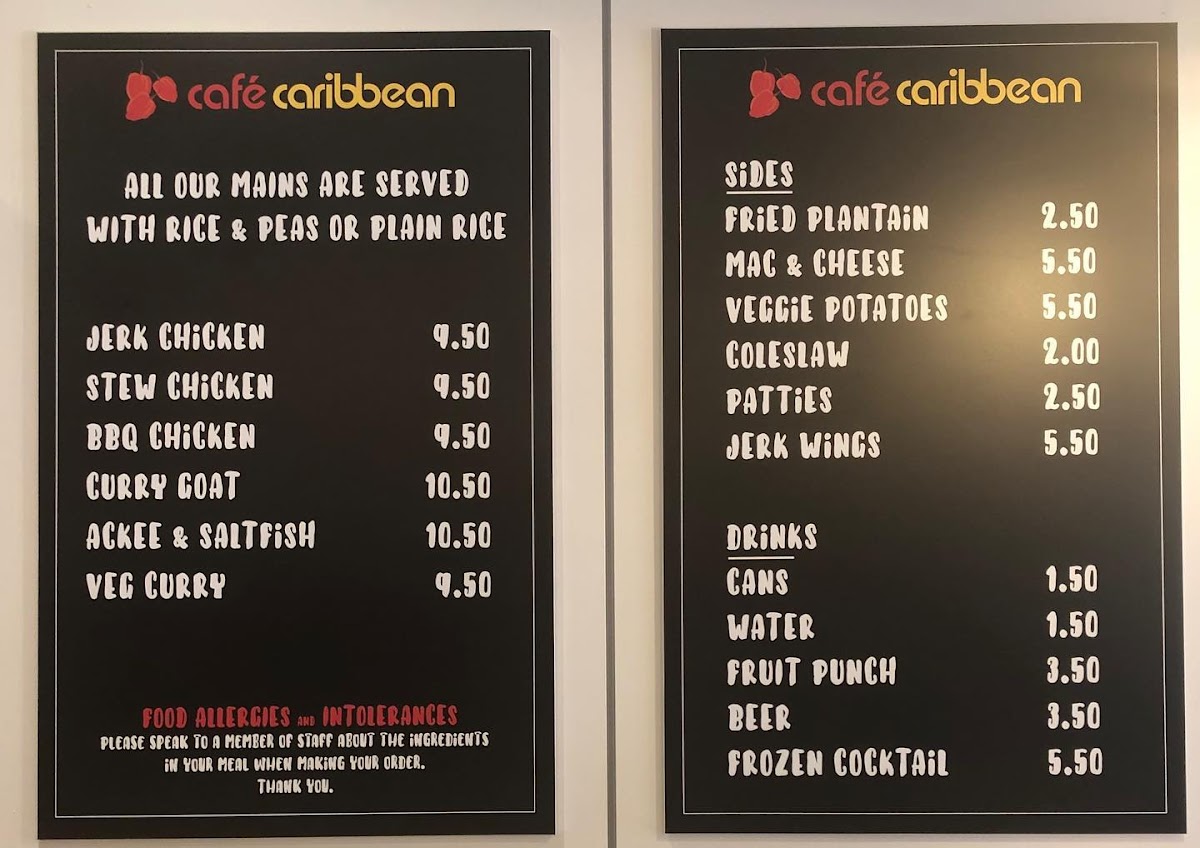 café caribbean
ALL OUR MAINS ARE SERVED
WITH RICE & PEAS OR PLAIN RICE
JERK CHiCKEN 9.50
STEW CHiCKEN 9.50
BBQ CHiCKEN 9.50
CURRY GOAT 10.50
ACKEE & SALTFiSH 10.50
VEG CURRY 9.50
FOOD ALLERGIES AND INTOLERANCES
PLEASE SPEAK TO A MEMBER OF STAFF ABOUT THE iNGREDiENTS
iN YOUR MEAL WHEN MAKiNG YOUR ORDER.
THANK YOU.
café caribbean
SiDES
FRiED PLANTAiN 2.50
MAC & CHEESE 5.50
VEGGiE POTATOES 5.50
COLESLAW 2.00
PATTiES 2.50
JERK WiNGS 5.50
DRiNKS
CANS 1.50
WATER 1.50
FRUIT PUNCH 3.50
BEER 3.50
FROZEN COCKTAiL 5.50